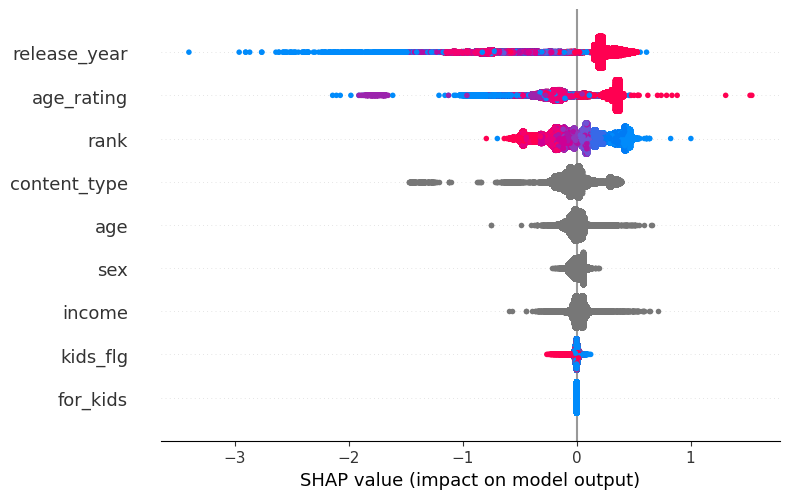 release_year
age_rating
rank
content_type
age
sex
income
kids_flg
for_kids
−3 −2 −1 0 1
SHAP value (impact on model output)